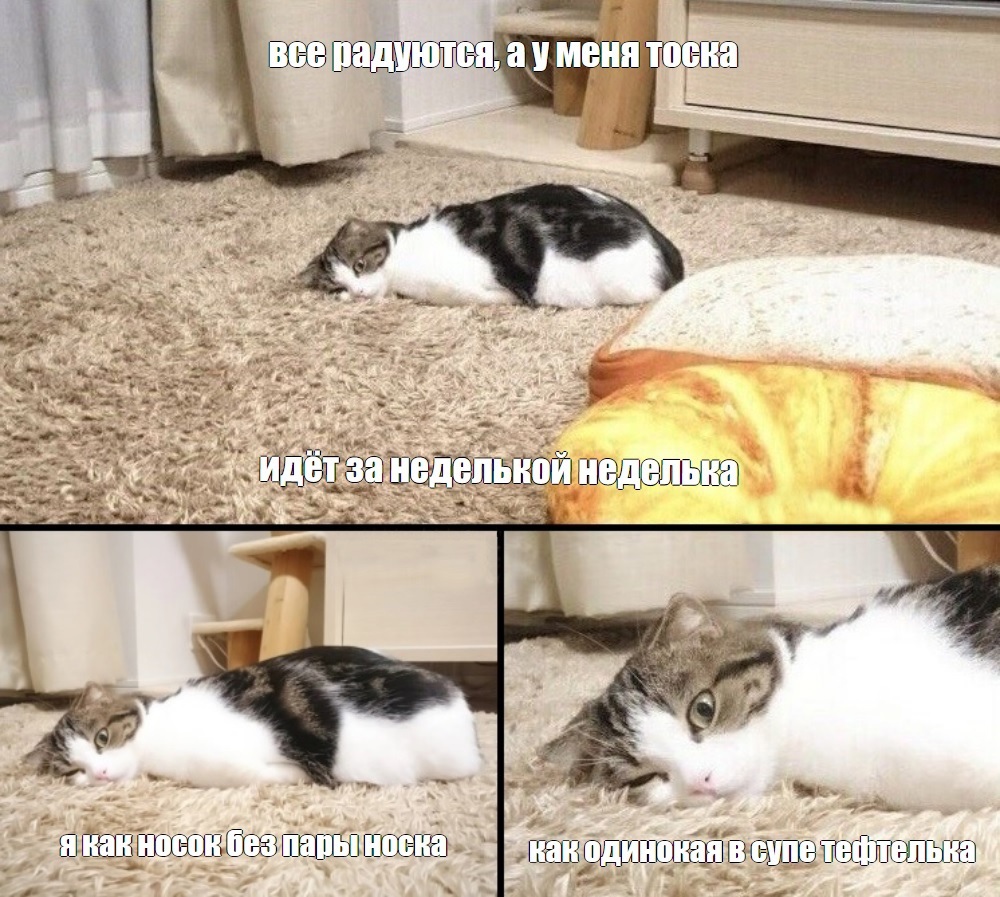 все радуются, а у меня тоска
идёт за неделькой неделька
я как носок без пары носка
как одинокая в супе тефтелька